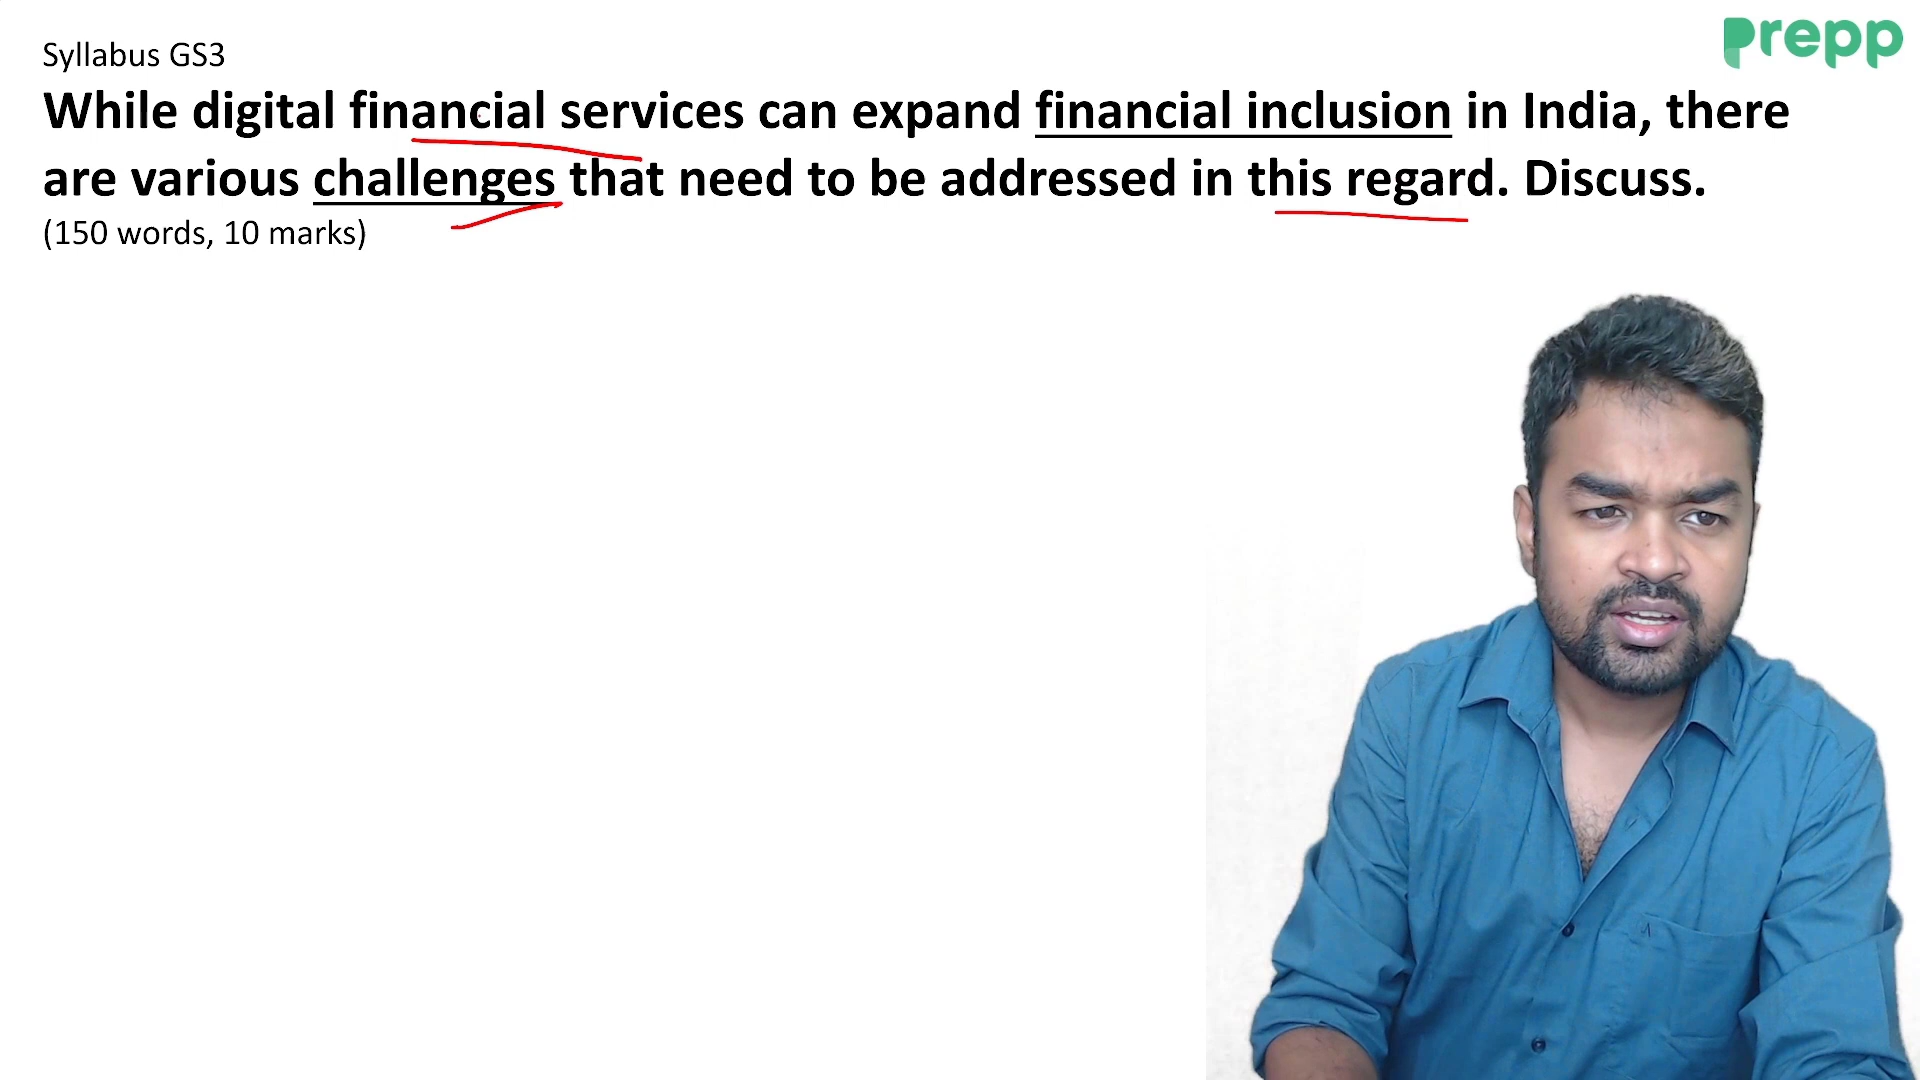 Syllabus GS3
prepp
While digital financial services can expand financial inclusion in India, there
are various challenges that need to be addressed in this regard. Discuss.
(150 words, 10 marks)